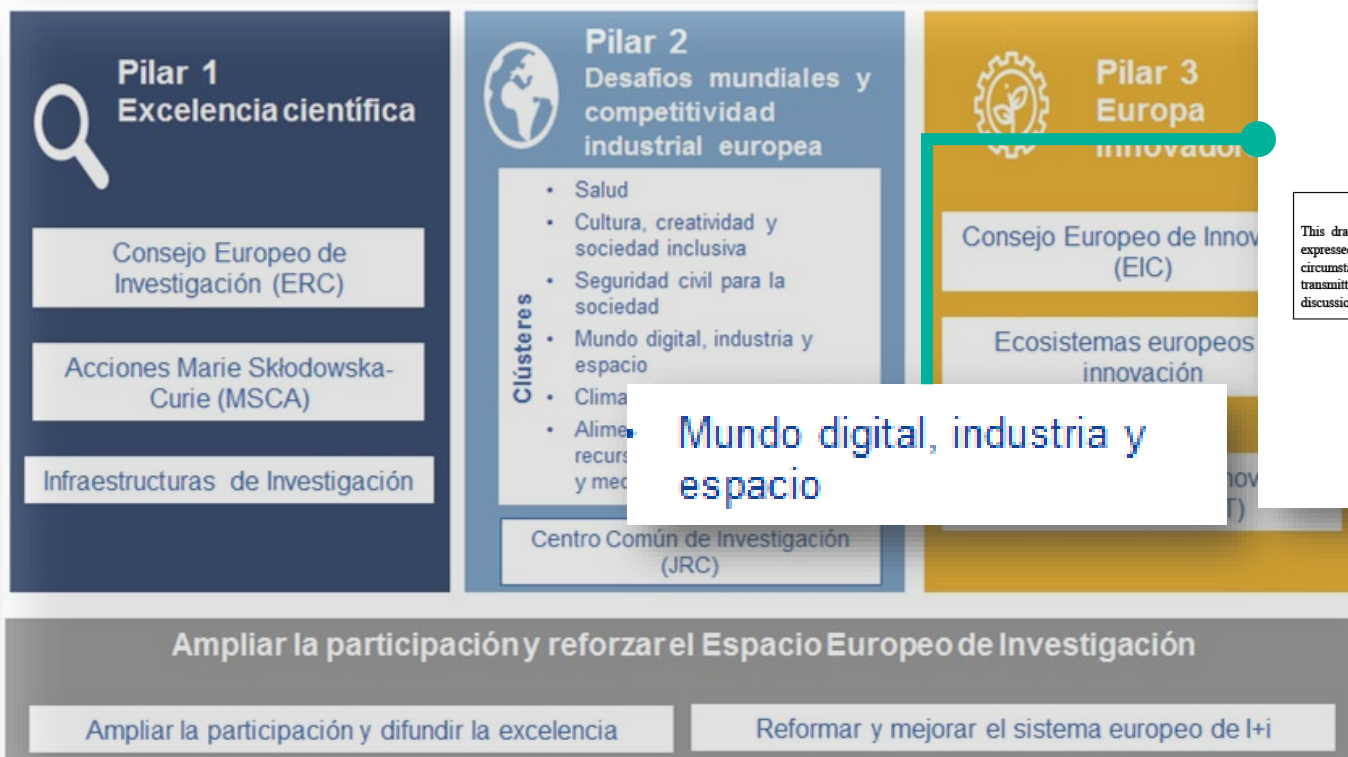 Pilar 1
Excelencia científica
Consejo Europeo de
Investigación (ERC)
Acciones Marie Skłodowska-
Curie (MSCA)
Infraestructuras de Investigación
Pilar 2
Desafíos mundiales y
competitividad
industrial europea
Clústeres
• Salud
• Cultura, creatividad y
sociedad inclusiva
• Seguridad civil para la
sociedad
• Mundo digital, industria y
espacio
• Clima
•
y
Centro Común de Investigación
(JRC)
• Mundo digital, industria y
espacio
Pilar 3
Europa
Consejo Europeo de
(EIC)
Ecosistemas europeos
innovación
This
Ampliar la participación y reforzar el Espacio Europeo de Investigación
Ampliar la participación y difundir la excelencia
Reformar y mejorar el sistema europeo de I+i